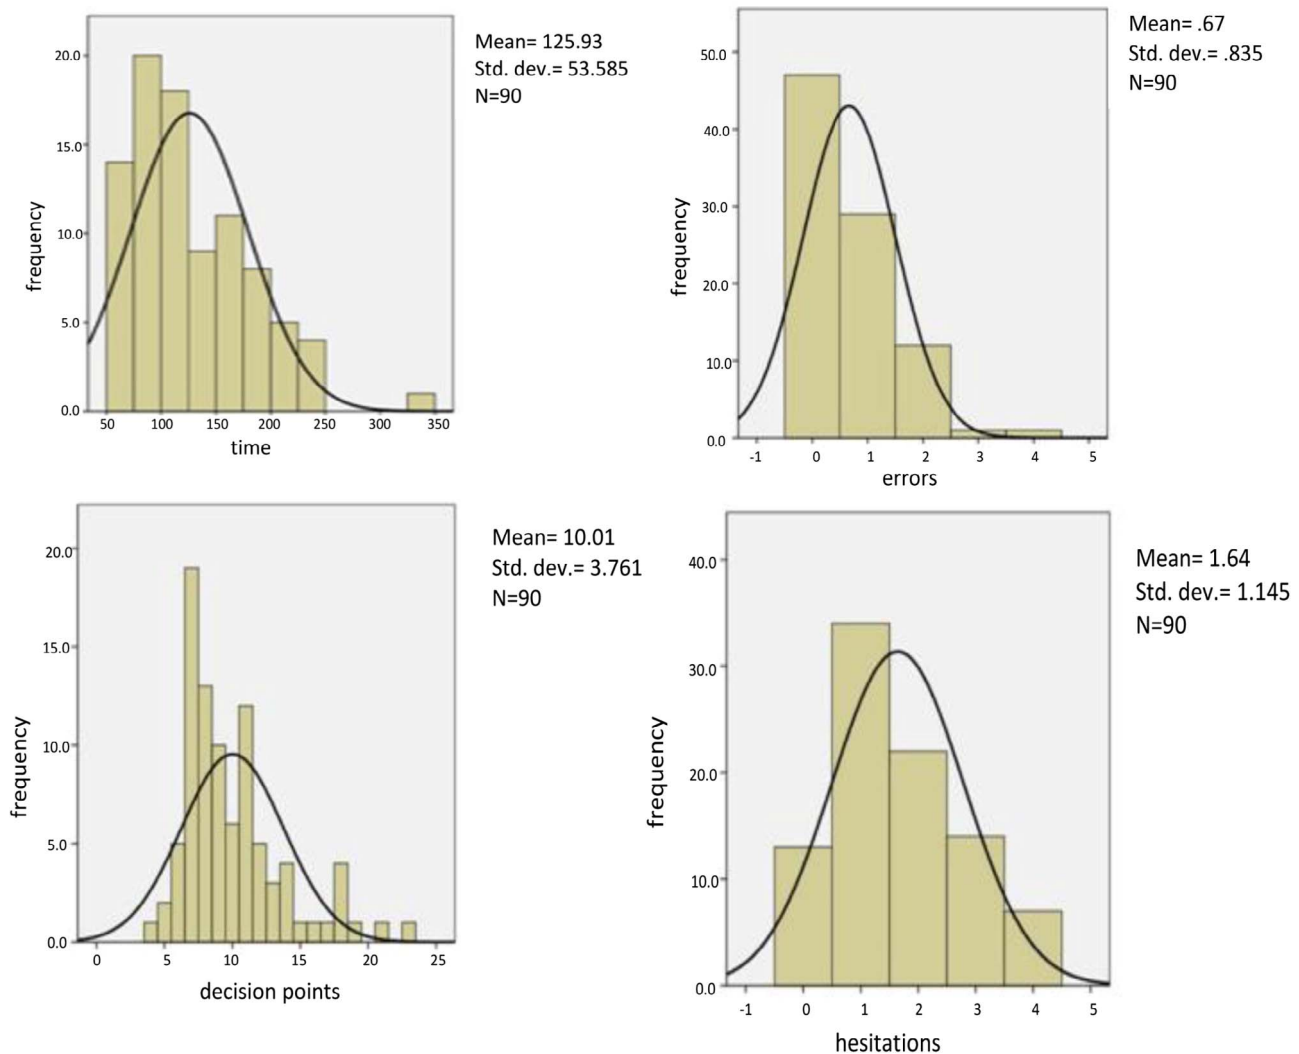 Mean= 125.93
Std. dev.= 53.585
N=90
20.0
15.0
10.0
5.0
0.0
frequency
50 100 150 200 250 300 350
time
Mean= .67
Std. dev.= .835
N=90
50.0
40.0
30.0
20.0
10.0
0.0
frequency
-1 0 1 2 3 4 5
errors
Mean= 10.01
Std. dev.= 3.761
N=90
20.0
15.0
10.0
5.0
0.0
frequency
0 5 10 15 20 25
decision points
Mean= 1.64
Std. dev.= 1.145
N=90
40.0
30.0
20.0
10.0
0.0
frequency
-1 0 1 2 3 4 5
hesitations